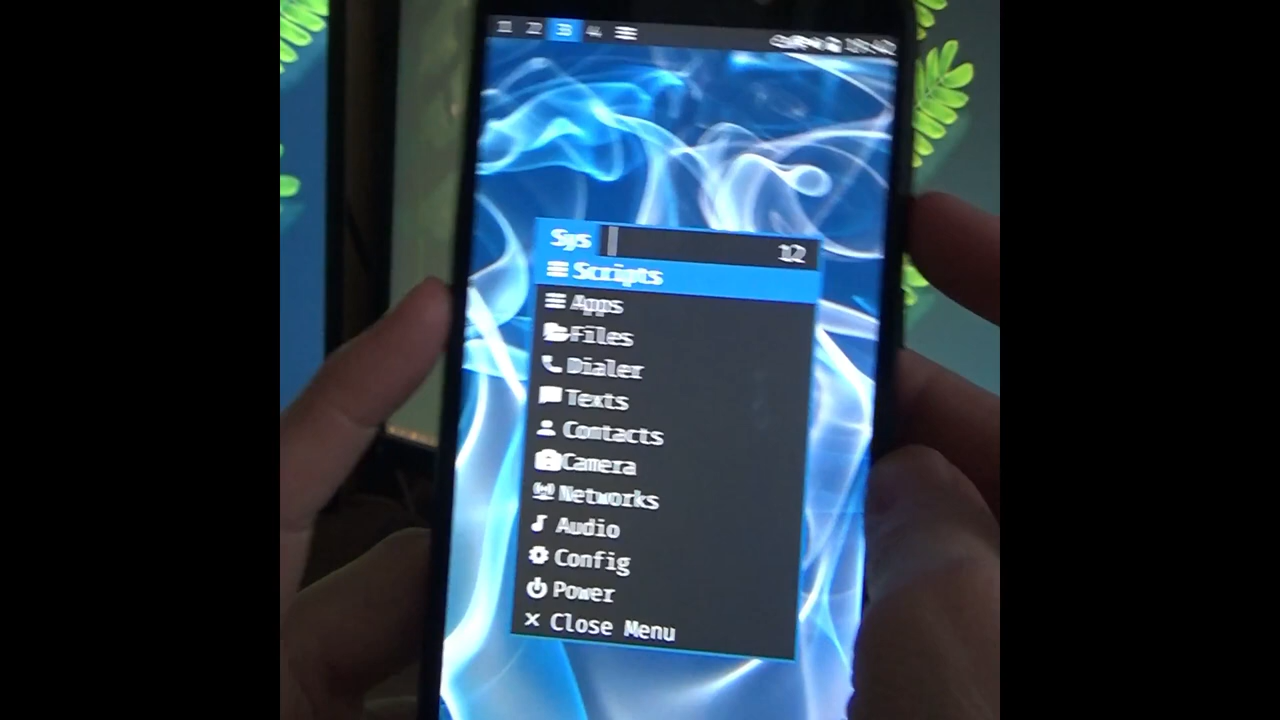 Sys 12
Scripts
Apps
Files
Dialer
Texts
Contacts
Camera
Networks
Audio
Config
Power
Close Menu